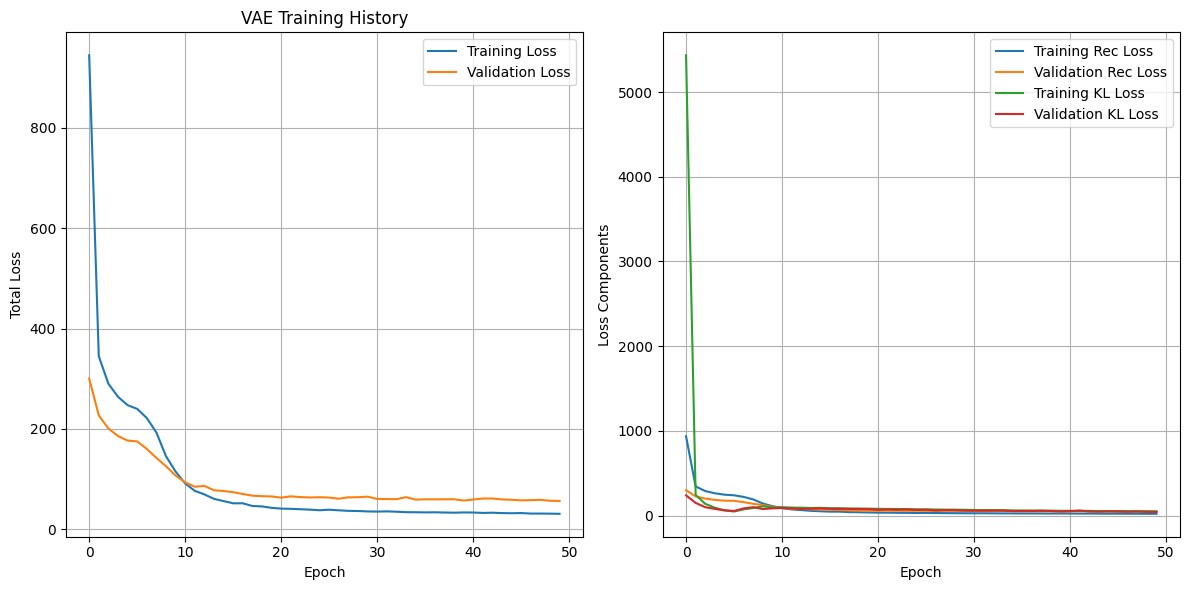 VAE Training History
Training Loss
Validation Loss
Total Loss
800
600
400
200
0
0
10
20
30
40
50
Epoch
Training Rec Loss
Validation Rec Loss
Training KL Loss
Validation KL Loss
Loss Components
5000
4000
3000
2000
1000
0
0
10
20
30
40
50
Epoch